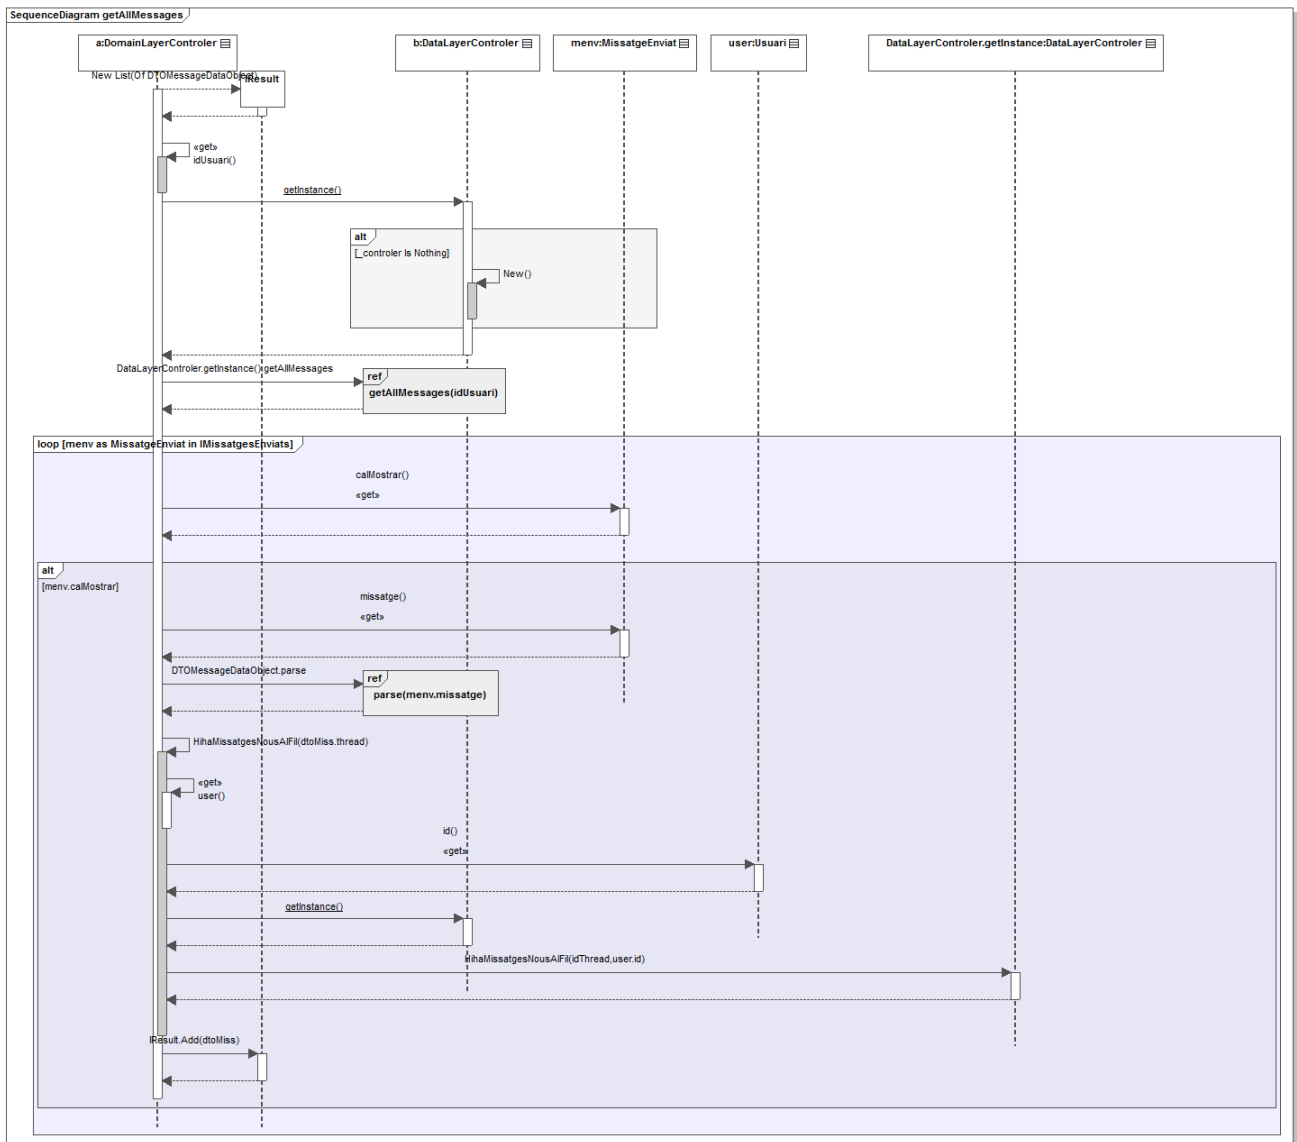 SequenceDiagram getAllMessages
a:DomainLayerControler
b:DataLayerControler
menv:MissatgeEnviat
user:Usuari
DataLayerControler.getInstance:DataLayerControler
New List(Of DTOMessageDataObject)
lResult
«get»
idUsuari()
getInstance()
alt
[_controler Is Nothing]
New()
DataLayerControler.getInstance().getAllMessages
ref
getAllMessages(idUsuari)
loop [menv as MissatgeEnviat in lMissatgesEnviats]
calMostrar()
«get»
alt
[menv.calMostrar]
missatge()
«get»
DTOMessageDataObject.parse
ref
parse(menv.missatge)
HihaMissatgesNousAlFil(dtoMiss.thread)
«get»
user()
id()
«get»
getInstance()
HihaMissatgesNousAlFil(idThread,user.id)
lResult.Add(dtoMiss)